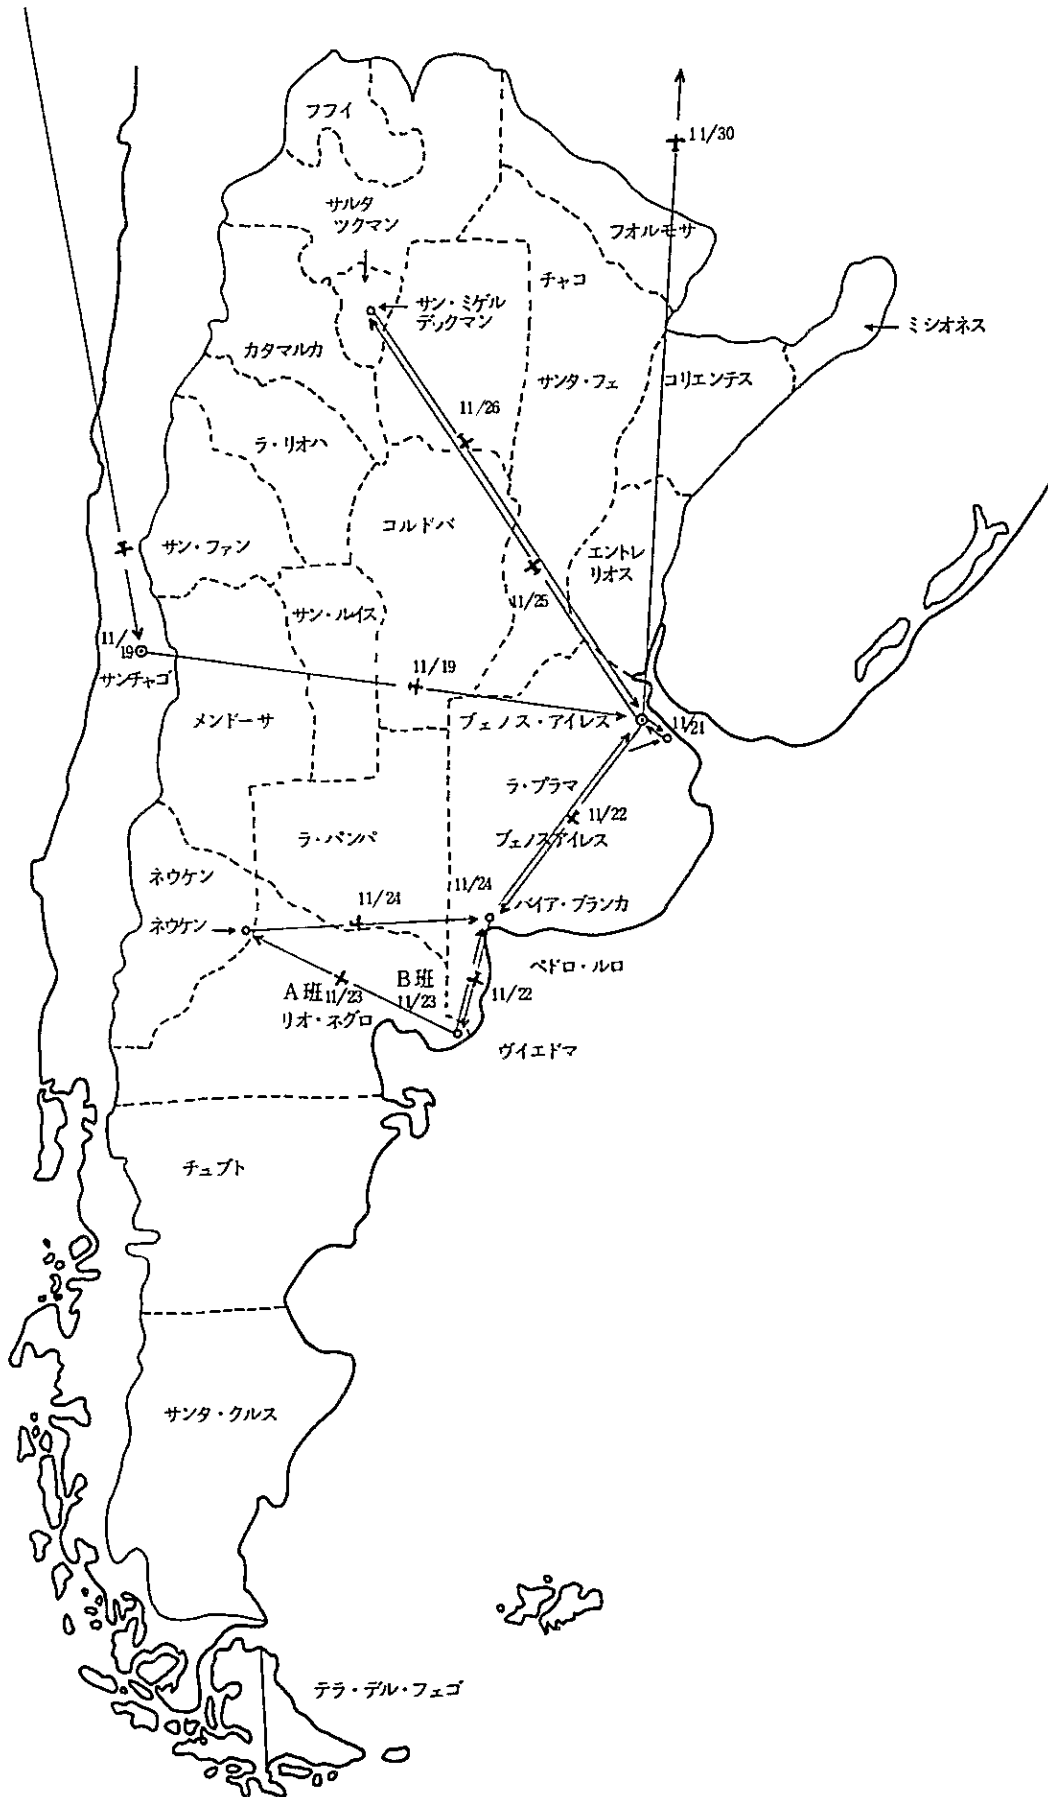 フフイ
11/30
サルタ
ツクマン
フオルモサ
チャコ
サン・ミゲル
デックマン
ミシオネス
カタマルカ
サンタ・フェ
コリエンテス
11/26
ラ・リオハ
コルドバ
サン・ファン
エントレ
リオス
11/25
サン・ルイス
11/
19
サンチャゴ
11/19
メンドーサ
ブェノス・アイレス
11/21
ラ・プラマ
11/22
ラ・パンパ
ブェノスアイレス
ネウケン
11/24
11/24
バイア・ブランカ
ネウケン
ペドロ・ルロ
A班11/23
B班
11/23
11/22
リオ・ネグロ
ヴイエドマ
チュブト
サンタ・クルス
テラ・デル・フェゴ